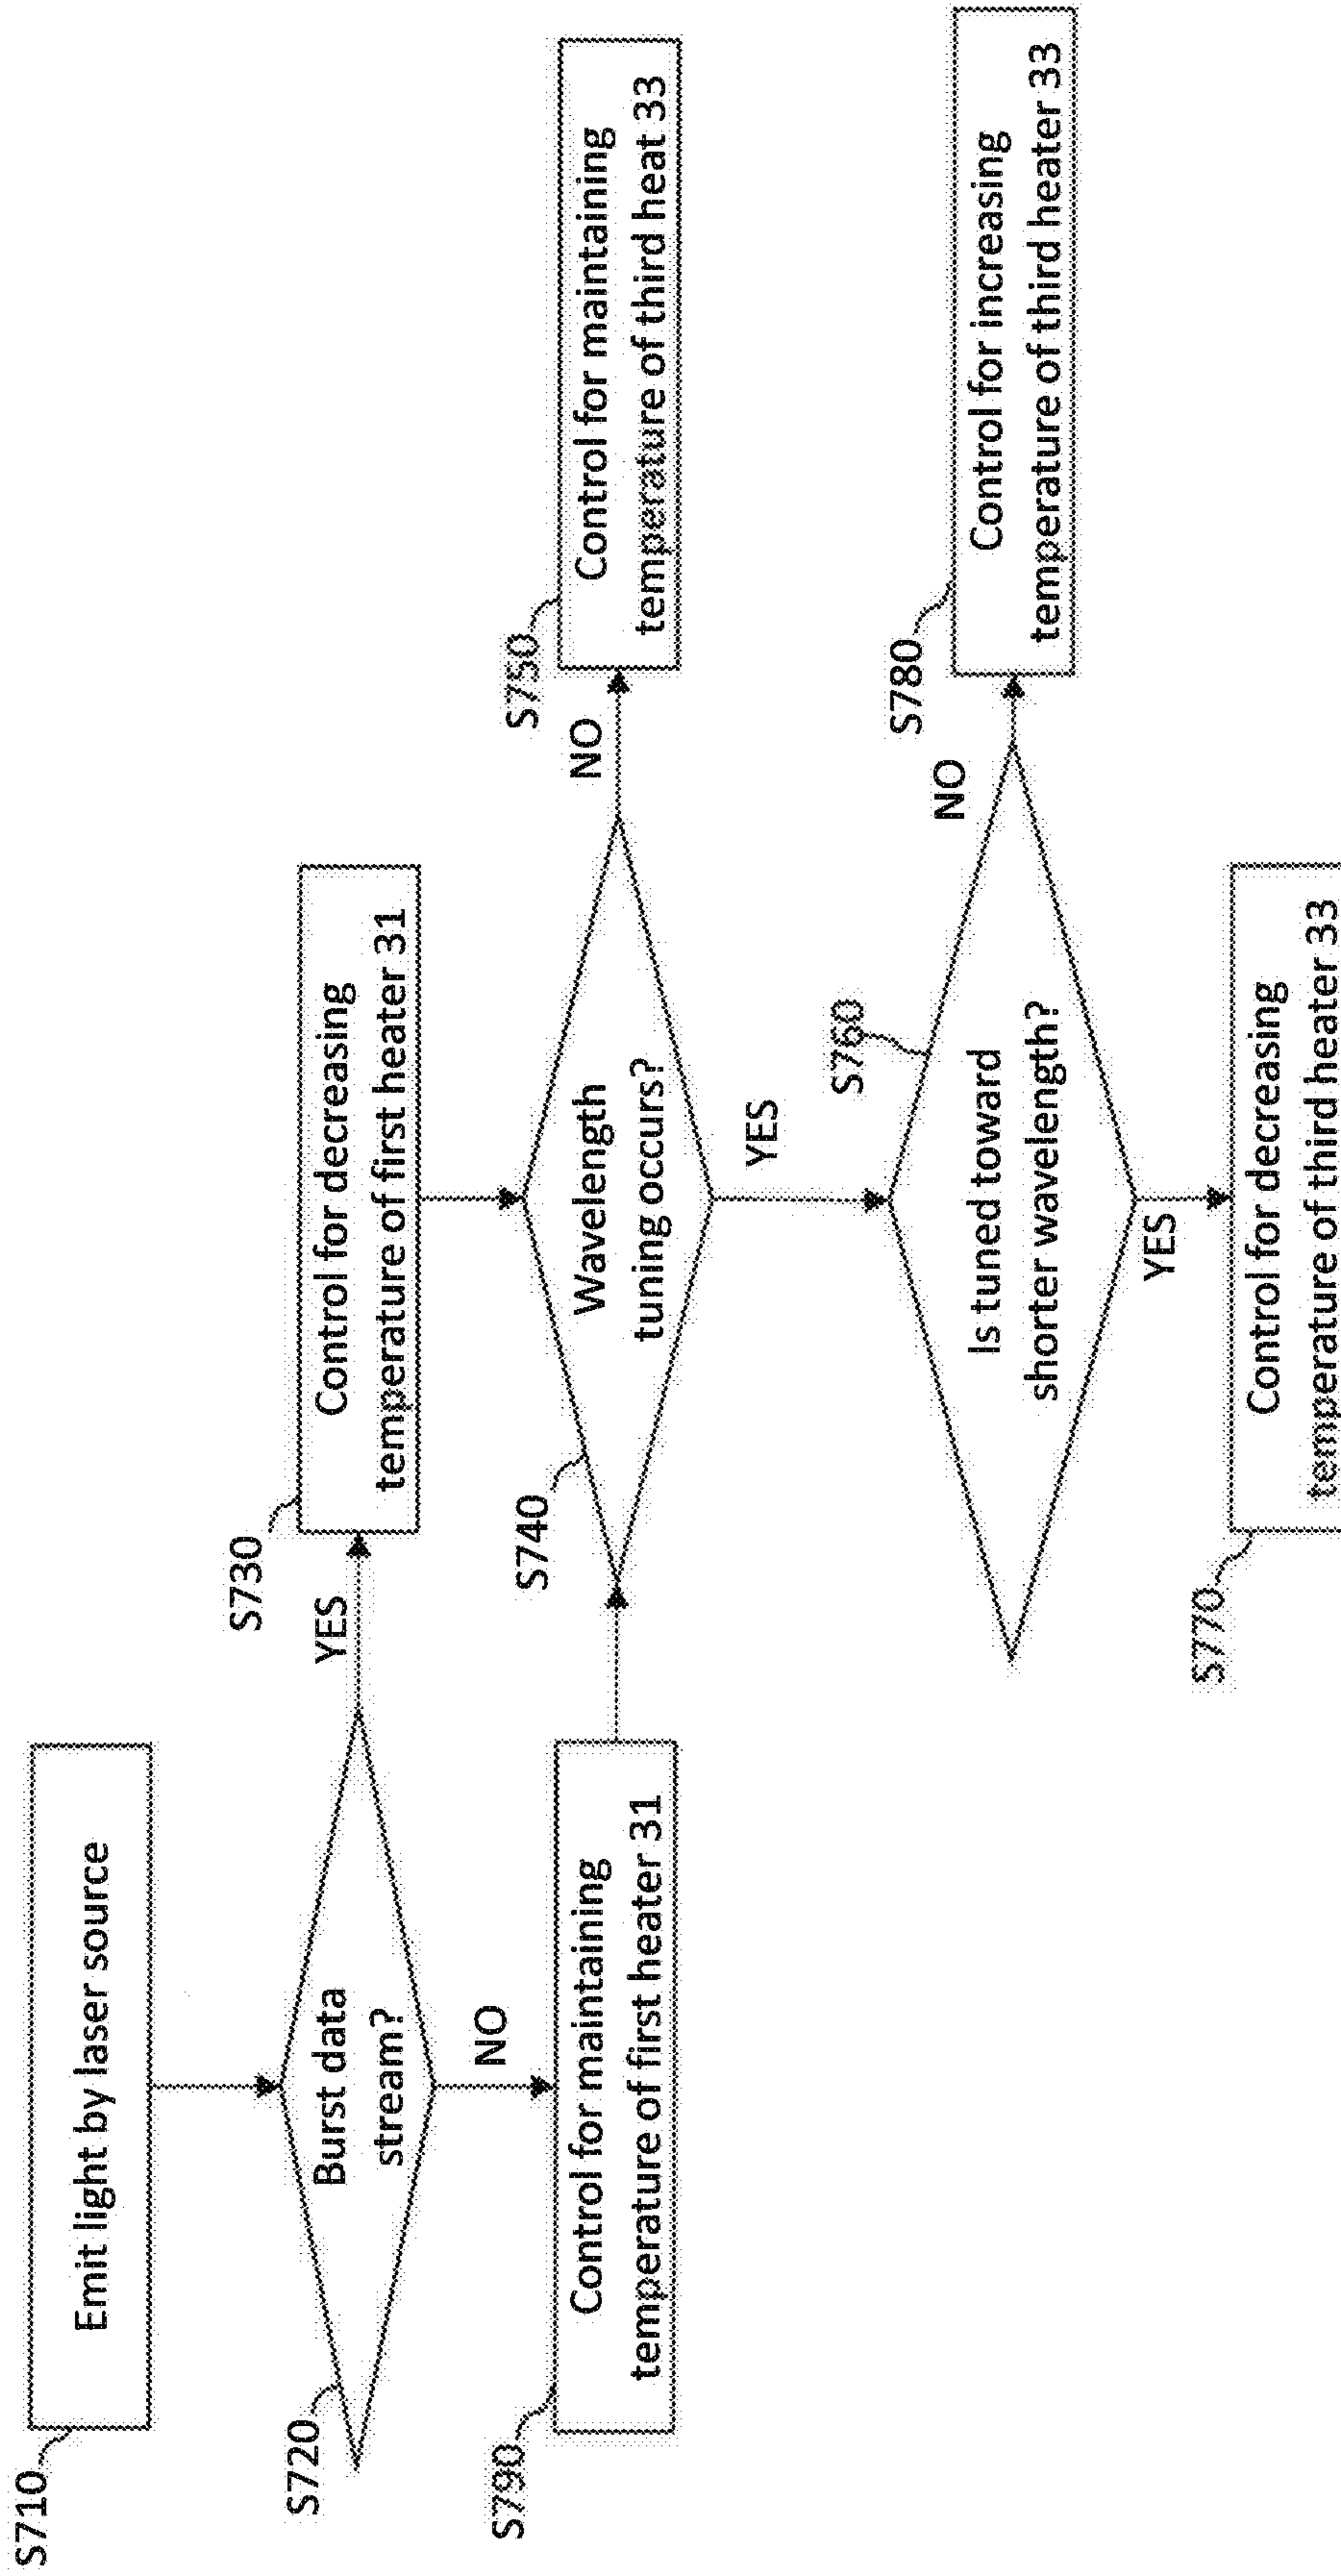 S710
Emit light by laser source
S720
Burst data
stream?
YES
NO
S730
Control for decreasing
temperature of first heater 31
S790
Control for maintaining
temperature of first heater 31
S740
Wavelength
tuning occurs?
NO
YES
S750
Control for maintaining
temperature of third heat 33
S760
Is tuned toward
shorter wavelength?
NO
YES
S780
Control for increasing
temperature of third heater 33
S770
Control for decreasing
temperature of third heater 33